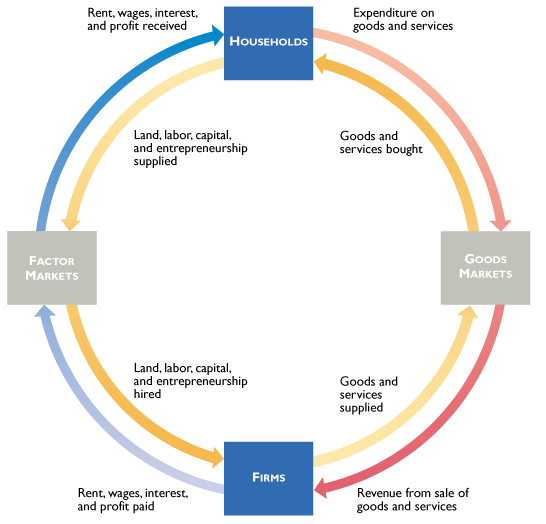 Rent, wages, interest,
and profit received
HOUSEHOLDS
Expenditure on
goods and services
Land, labor, capital,
and entrepreneurship
supplied
Goods and
services bought
FACTOR
MARKETS
GOODS
MARKETS
Land, labor, capital,
and entrepreneurship
hired
Goods and
services
supplied
Rent, wages, interest,
and profit paid
FIRMS
Revenue from sale of
goods and services